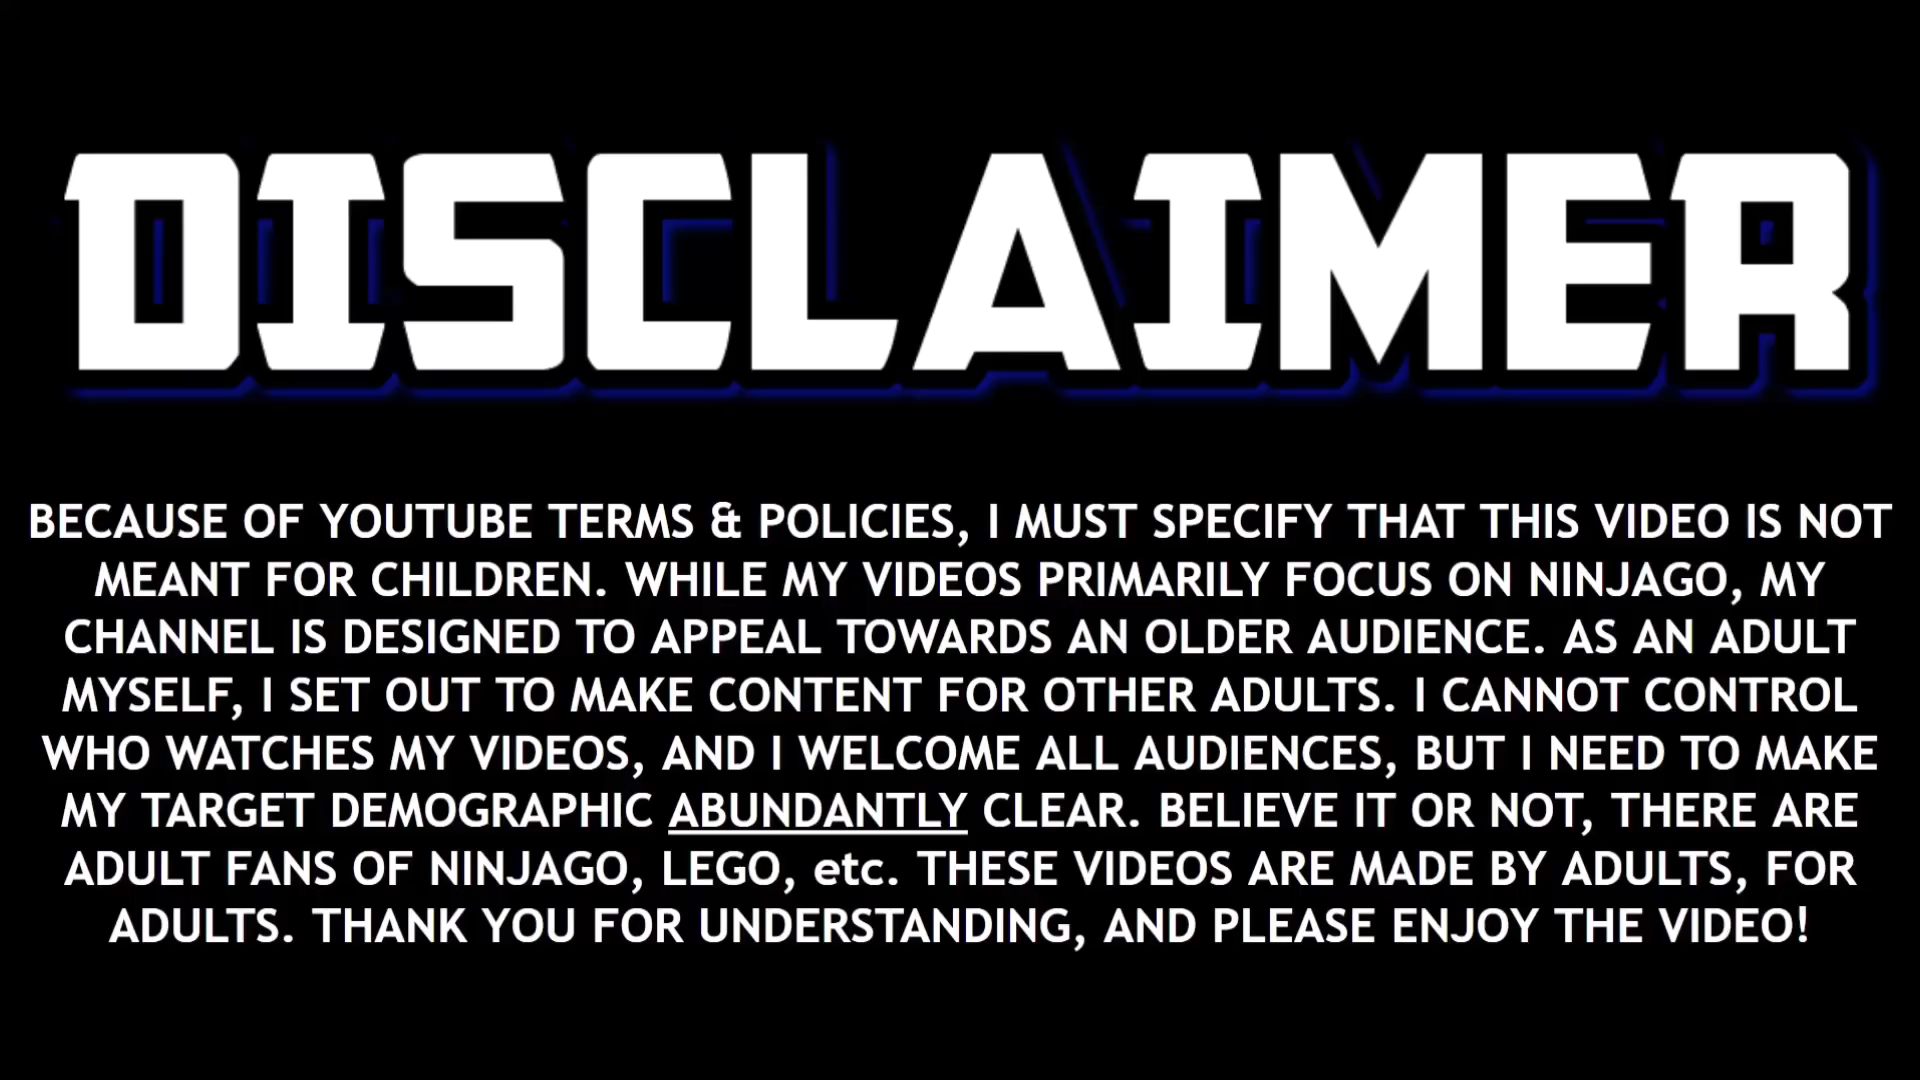 DISCLAIMER
BECAUSE OF YOUTUBE TERMS & POLICIES, I MUST SPECIFY THAT THIS VIDEO IS NOT
MEANT FOR CHILDREN. WHILE MY VIDEOS PRIMARILY FOCUS ON NINJAGO, MY
CHANNEL IS DESIGNED TO APPEAL TOWARDS AN OLDER AUDIENCE. AS AN ADULT
MYSELF, I SET OUT TO MAKE CONTENT FOR OTHER ADULTS. I CANNOT CONTROL
WHO WATCHES MY VIDEOS, AND I WELCOME ALL AUDIENCES, BUT I NEED TO MAKE
MY TARGET DEMOGRAPHIC ABUNDANTLY CLEAR. BELIEVE IT OR NOT, THERE ARE
ADULT FANS OF NINJAGO, LEGO, etc. THESE VIDEOS ARE MADE BY ADULTS, FOR
ADULTS. THANK YOU FOR UNDERSTANDING, AND PLEASE ENJOY THE VIDEO!